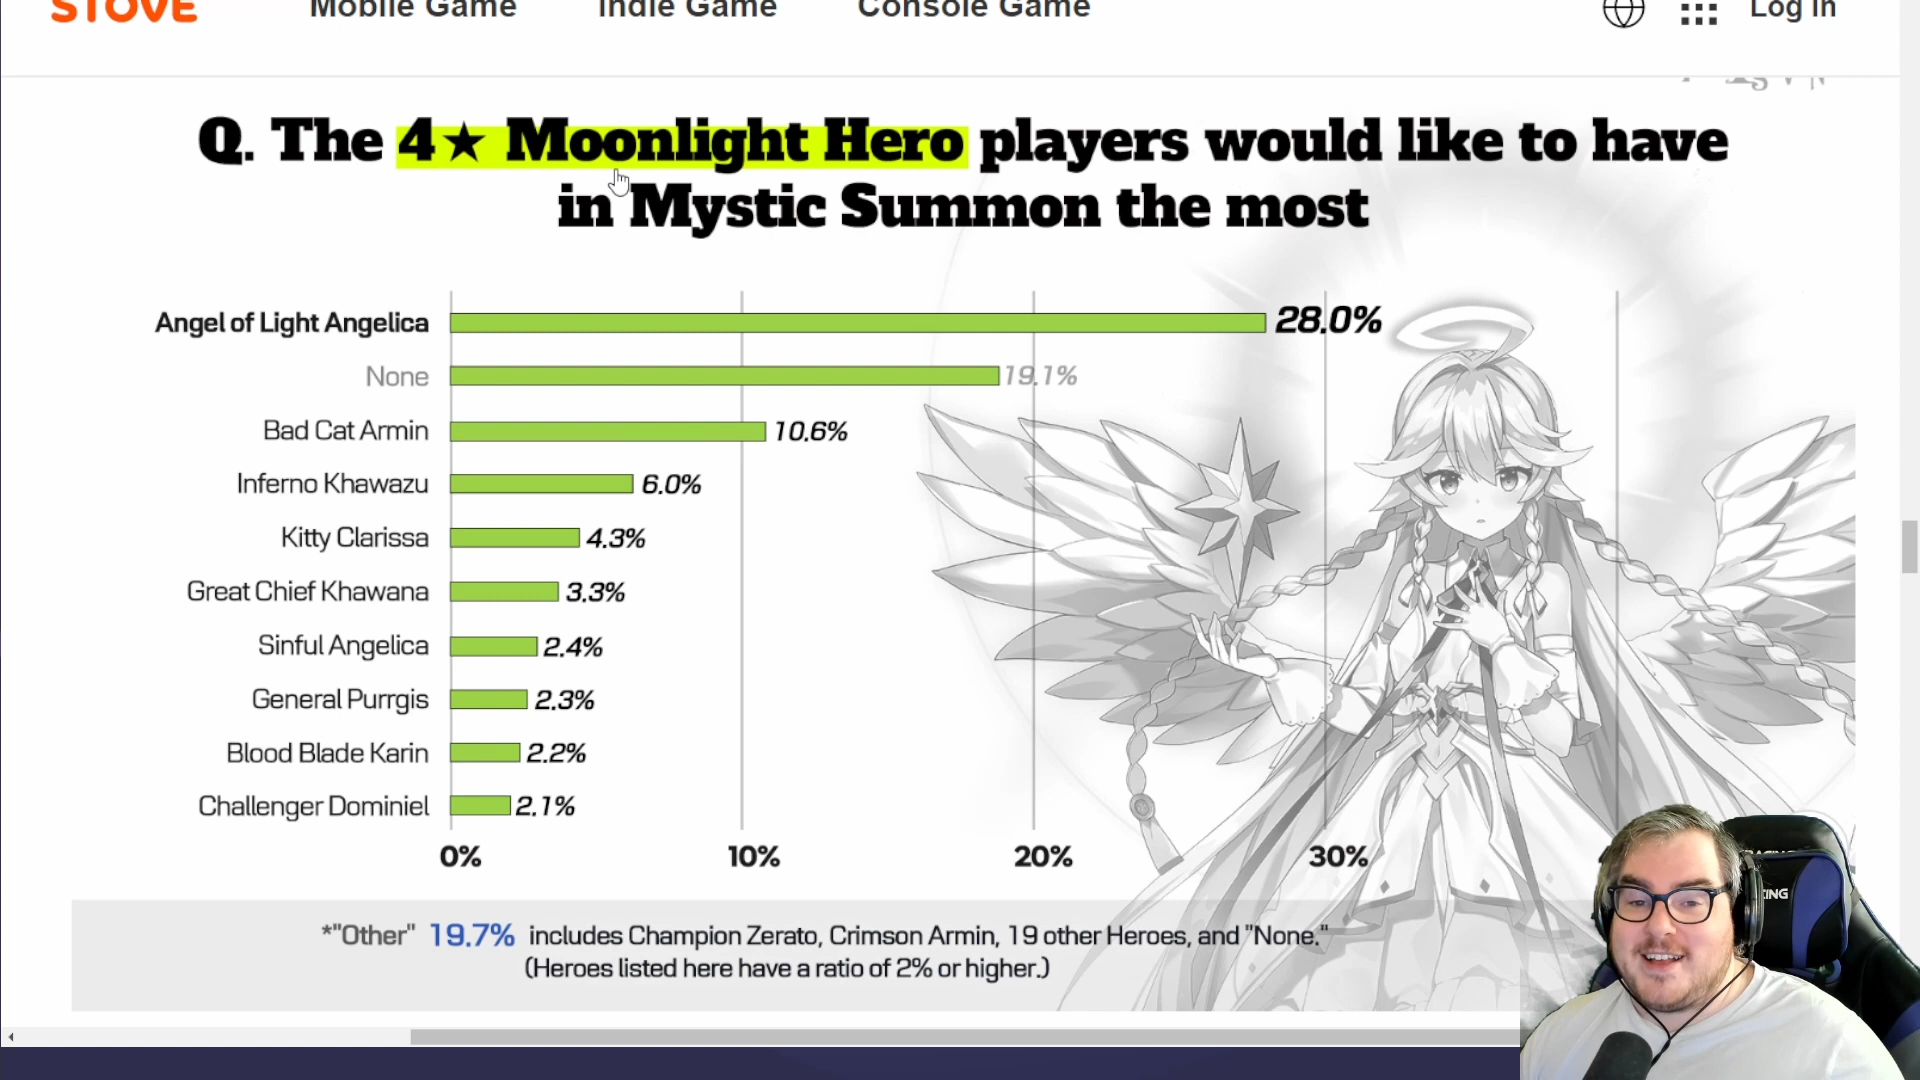 STOVE
Mobile Game
Indie Game
Console Game
Log in
Q. The 4★ Moonlight Hero players would like to have
in Mystic Summon the most
Angel of Light Angelica 28.0%
None 19.1%
Bad Cat Armin 10.6%
Inferno Khawazu 6.0%
Kitty Clarissa 4.3%
Great Chief Khawana 3.3%
Sinful Angelica 2.4%
General Purrgis 2.3%
Blood Blade Karin 2.2%
Challenger Dominiel 2.1%
0% 10% 20% 30%
*"Other" 19.7% includes Champion Zerato, Crimson Armin, 19 other Heroes, and "None."
(Heroes listed here have a ratio of 2% or higher.)